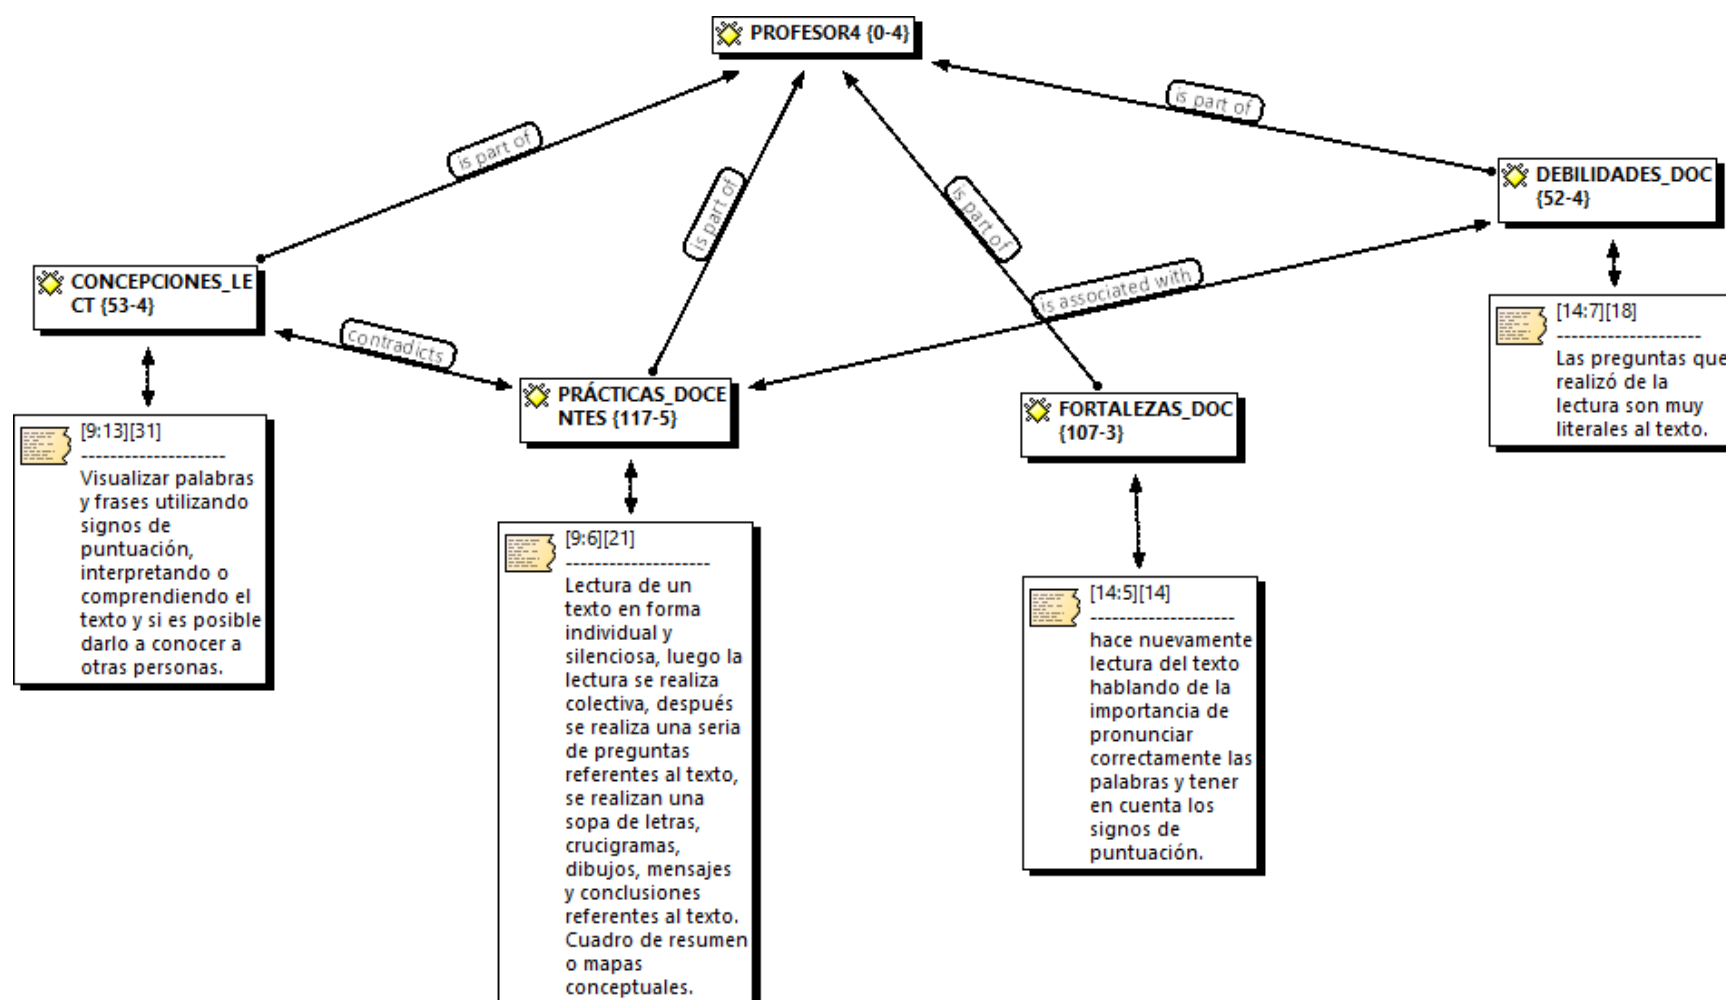 PROFESOR4 {0-4}
is part of
is part of
is part of
is part of
DEBILIDADES_DOC
{52-4}
CONCEPCIONES_LE
CT {53-4}
contradicts
is associated with
[14:7][18]
--------------------
Las preguntas que
realizó de la
lectura son muy
literales al texto.
PRÁCTICAS_DOCE
NTES {117-5}
FORTALEZAS_DOC
{107-3}
[9:13][31]
--------------------
Visualizar palabras
y frases utilizando
signos de
puntuación,
interpretando o
comprendiendo el
texto y si es posible
darlo a conocer a
otras personas.
[9:6][21]
--------------------
Lectura de un
texto en forma
individual y
silenciosa, luego la
lectura se realiza
colectiva, después
se realiza una seria
de preguntas
referentes al texto,
se realizan una
sopa de letras,
crucigramas,
dibujos, mensajes
y conclusiones
referentes al texto.
Cuadro de resumen
o mapas
conceptuales.
[14:5][14]
--------------------
hace nuevamente
lectura del texto
hablando de la
importancia de
pronunciar
correctamente las
palabras y tener
en cuenta los
signos de
puntuación.